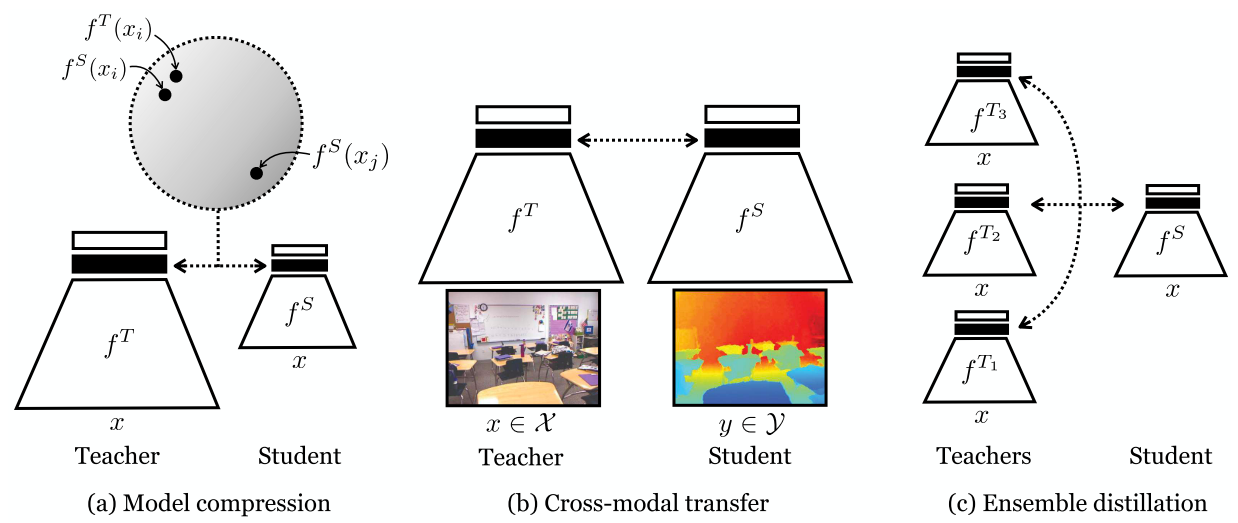 f^T(x_i)
f^S(x_i)
f^S(x_j)
f^T
x
f^S
x
Teacher
Student
(a) Model compression
f^T
f^S
x ∈ 𝒳
y ∈ 𝒴
Teacher
Student
(b) Cross-modal transfer
f^{T_3}
x
f^{T_2}
x
f^S
x
f^{T_1}
x
Teachers
Student
(c) Ensemble distillation